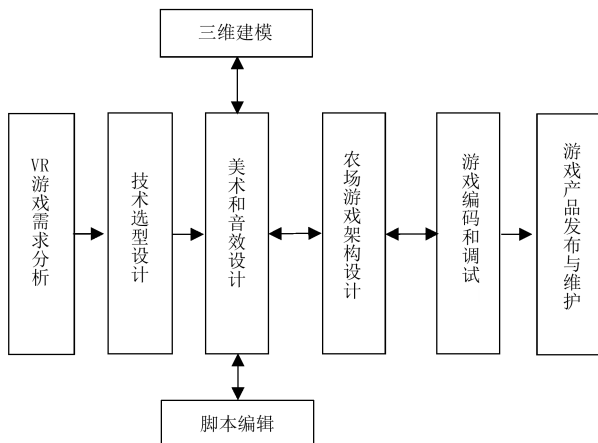 三维建模
VR游戏需求分析
技术选型设计
美术和音效设计
农场游戏架构设计
游戏编码和调试
游戏产品发布与维护
脚本编辑